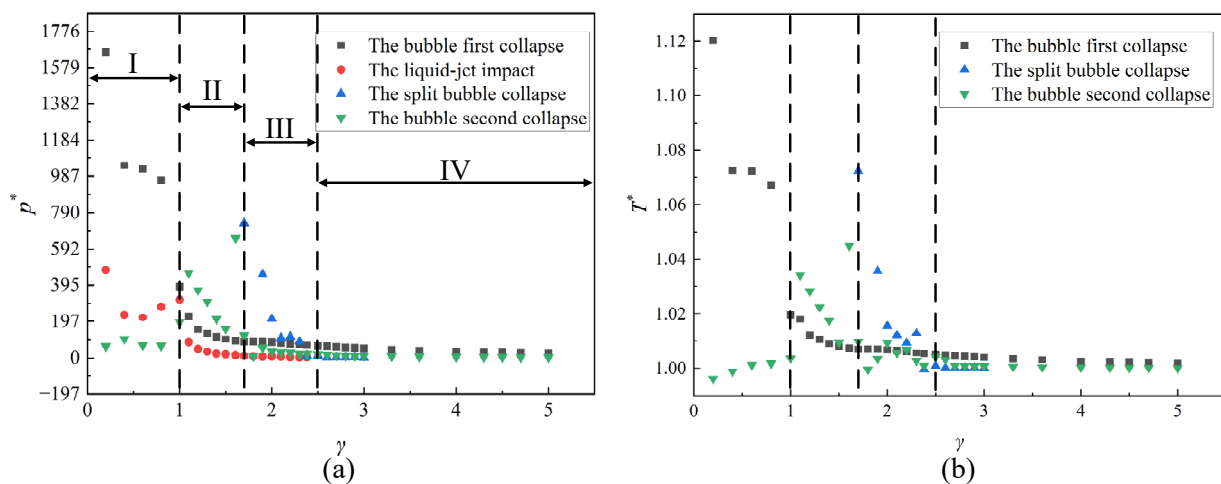 1776
1579
1382
1184
987
790
592
395
197
0
−197
p*
I
II
III
IV
The bubble first collapse
The liquid-jet impact
The split bubble collapse
The bubble second collapse
0 1 2 3 4 5
γ
(a)
1.12
1.10
1.08
1.06
1.04
1.02
1.00
T*
The bubble first collapse
The split bubble collapse
The bubble second collapse
0 1 2 3 4 5
γ
(b)